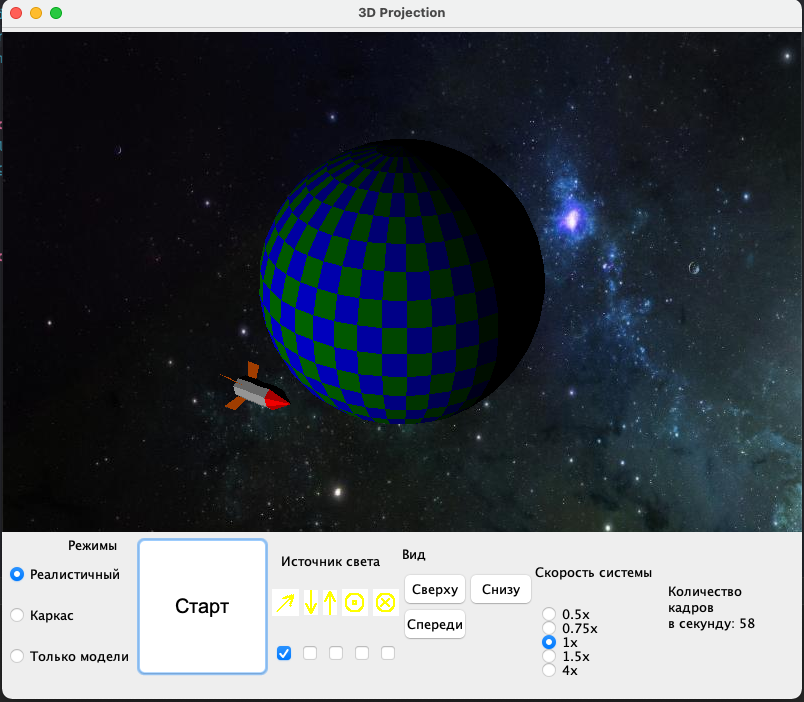 3D Projection
Режимы
Реалистичный
Каркас
Только модели
Старт
Источник света
Вид
Сверху
Снизу
Спереди
Скорость системы
0.5x
0.75x
1x
1.5x
4x
Количество
кадров
в секунду: 58